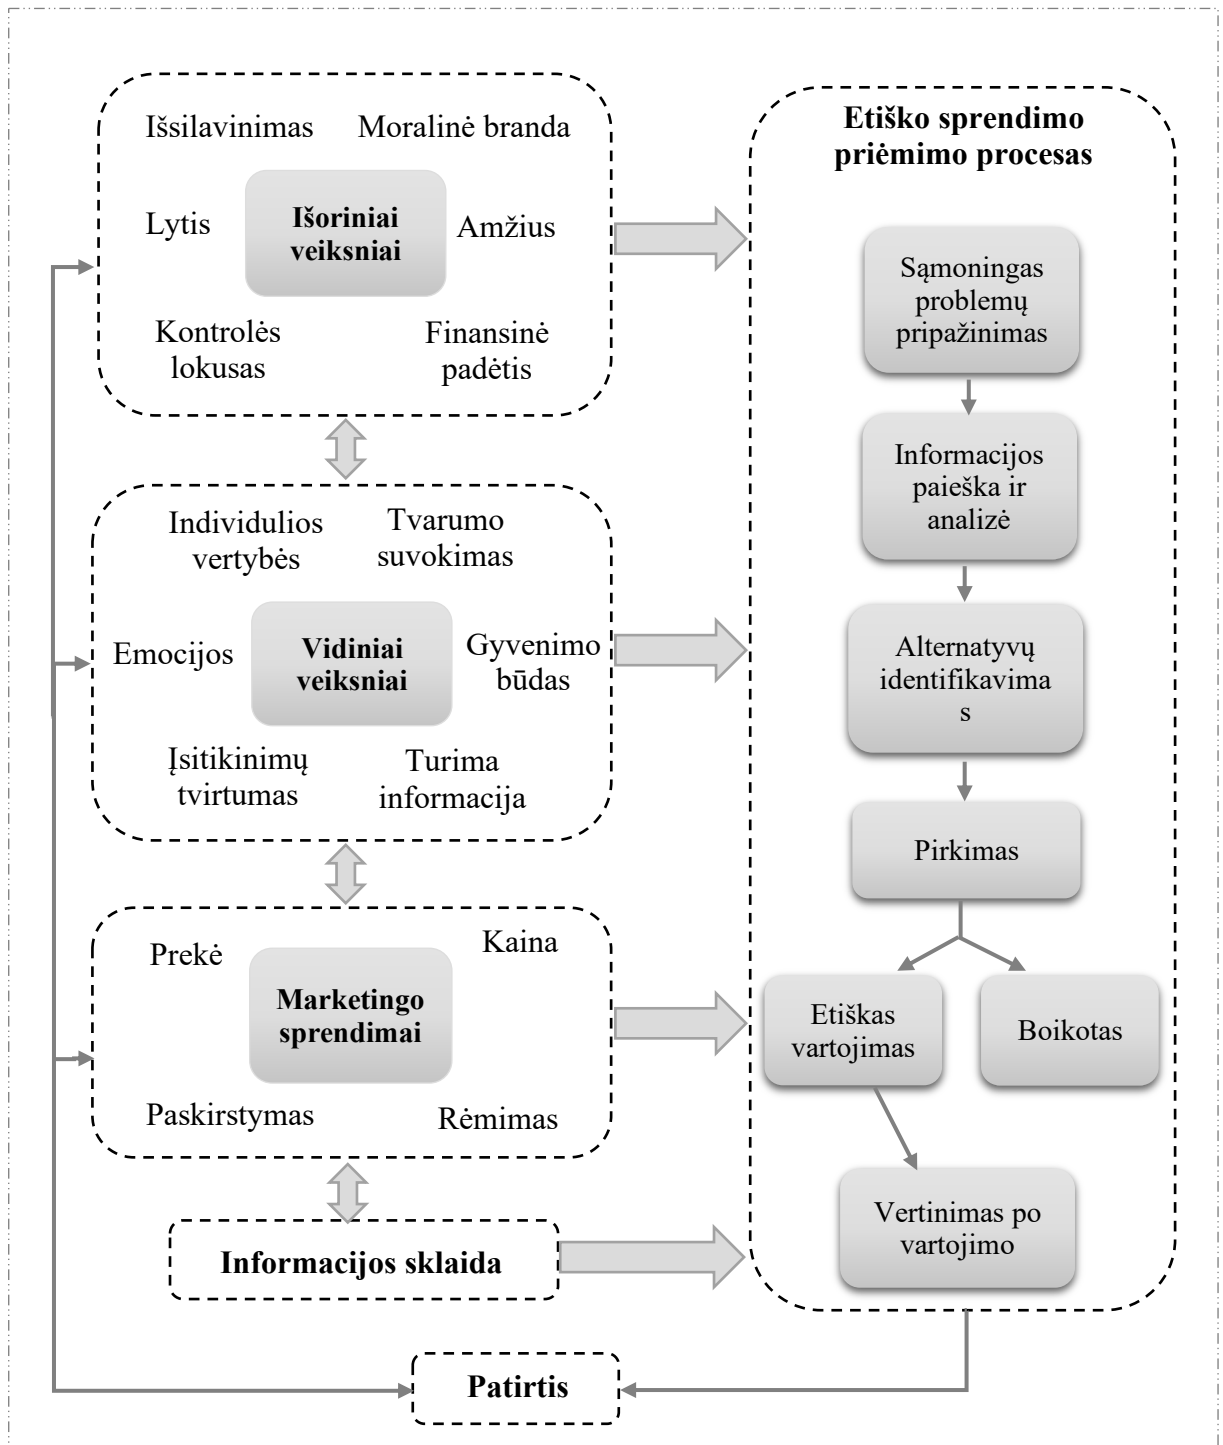 Išsilavinimas
Moralinė branda
Lytis
Išoriniai
veiksniai
Amžius
Kontrolės
lokusas
Finansinė
padėtis
Individulios
vertybės
Tvarumo
suvokimas
Emocijos
Vidiniai
veiksniai
Gyvenimo
būdas
Įsitikinimų
tvirtumas
Turima
informacija
Prekė
Kaina
Marketingo
sprendimai
Paskirstymas
Rėmimas
Informacijos sklaida
Patirtis
Etiško sprendimo
priėmimo procesas
Sąmoningas
problemų
pripažinimas
Informacijos
paieška ir
analizė
Alternatyvų
identifikavima
s
Pirkimas
Etiškas
vartojimas
Boikotas
Vertinimas po
vartojimo